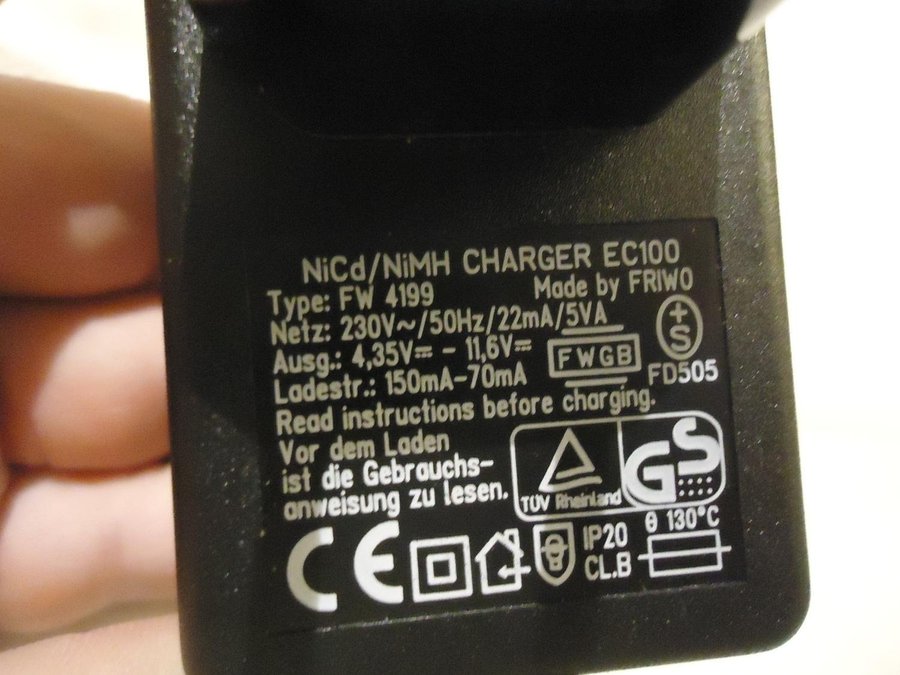 NiCd/NiMH CHARGER EC100
Type: FW 4199 Made by FRIWO
Netz: 230V~/50Hz/22mA/5VA
Ausg.: 4,35V⎓ - 11,6V⎓
FWGB
+S
Ladestr.: 150mA-70mA
FD505
Read instructions before charging.
Vor dem Laden
ist die Gebrauchs-
anweisung zu lesen.
TÜV Rheinland
GS
CE
IP20
CL.B
θ 130°C